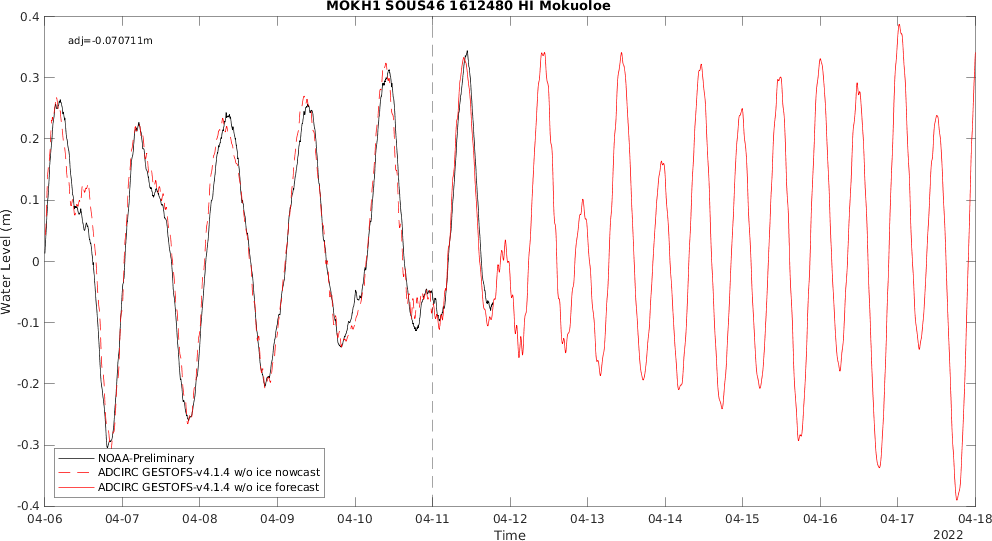 MOKH1 SOUS46 1612480 HI Mokuoloe
adj=-0.070711m
Water Level (m)
0.4
0.3
0.2
0.1
0
-0.1
-0.2
-0.3
-0.4
NOAA-Preliminary
ADCIRC GESTOFS-v4.1.4 w/o ice nowcast
ADCIRC GESTOFS-v4.1.4 w/o ice forecast
04-06 04-07 04-08 04-09 04-10 04-11 04-12 04-13 04-14 04-15 04-16 04-17 04-18
Time
2022